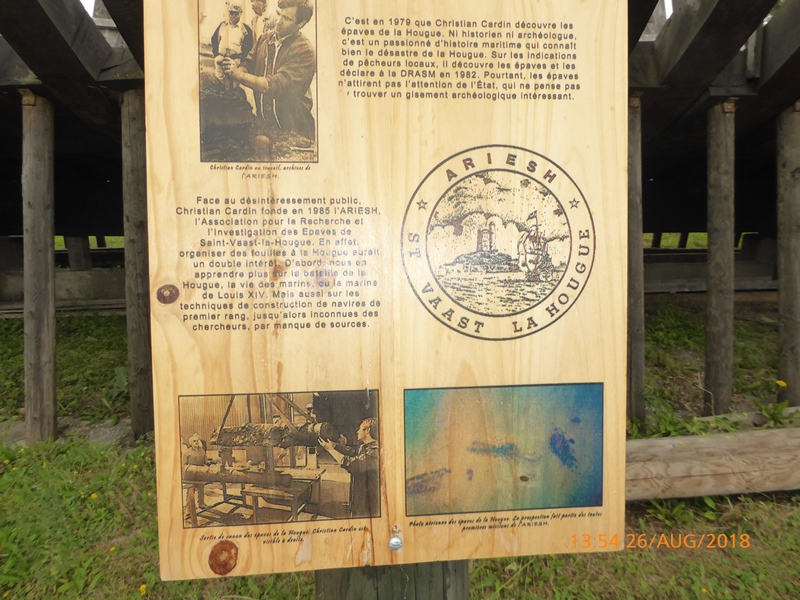 C'est en 1979 que Christian Cardin découvre les
épaves de la Hougue. Ni historien ni archéologue,
c'est un passionné d'histoire maritime qui connaît
bien le désastre de la Hougue. Sur les indications
de pêcheurs locaux, il découvre les épaves et les
déclare à la DRASM en 1982. Pourtant, les épaves
n'attirent pas l'attention de l'État, qui ne pense pas
y trouver un gisement archéologique intéressant.
Christian Cardin au travail, archives de
l'ARIESH.
Face au désintéressement public,
Christian Cardin fonde en 1985 l'ARIESH,
l'Association pour la Recherche et
l'Investigation des Epaves de
Saint-Vaast-la-Hougue. En effet,
organiser des fouilles à la Hougue aurait
un double intérêt. D'abord, nous en
apprendre plus sur la bataille de la
Hougue, la vie des marins, ou la marine
de Louis XIV. Mais aussi sur les
techniques de construction de navires de
premier rang, jusqu'alors inconnues des
chercheurs, par manque de sources.
ARIESH
ST VAAST LA HOUGUE
Sortie de canon des épaves de la Hougue. Christian Cardin est
visible à droite.
Photo aérienne des épaves de la Hougue. La prospection fait partie des toutes
premières missions de l'ARIESH.
13:54 26/AUG/2018